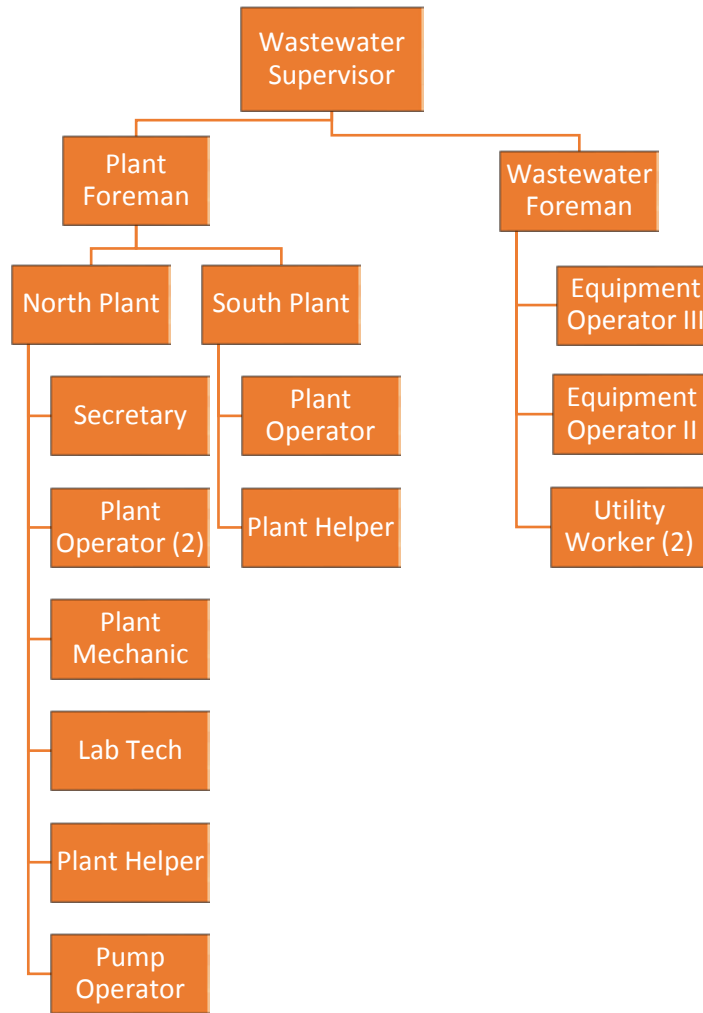 Wastewater
Supervisor
Plant
Foreman
Wastewater
Foreman
North Plant
South Plant
Equipment
Operator III
Secretary
Plant
Operator
Equipment
Operator II
Plant
Operator (2)
Plant Helper
Utility
Worker (2)
Plant
Mechanic
Lab Tech
Plant Helper
Pump
Operator